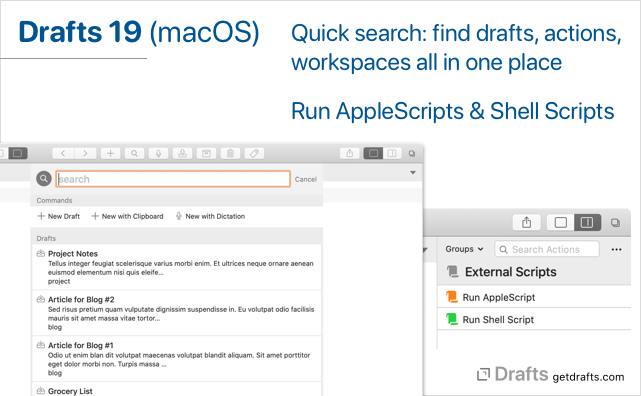 Drafts 19 (macOS)
Quick search: find drafts, actions,
workspaces all in one place
Run AppleScripts & Shell Scripts
search
Cancel
Commands
New Draft
New with Clipboard
New with Dictation
Drafts
Project Notes
Tellus integer feugiat scelerisque varius morbi enim. Et ultrices neque ornare aenean
euismod elementum nisi quis eleife...
project
Article for Blog #2
Sed risus pretium quam vulputate dignissim suspendisse in. Eu volutpat odio facilisis
mauris sit amet massa vitae tortor...
blog
Article for Blog #1
Odio ut enim blan dit volutpat maecenas volutpat blandit aliquam. Sit amet porttitor
eget dolor morbi non. Turpis massa ...
blog
Grocery List
Groups
Search Actions
External Scripts
Run AppleScript
Run Shell Script
Drafts getdrafts.com